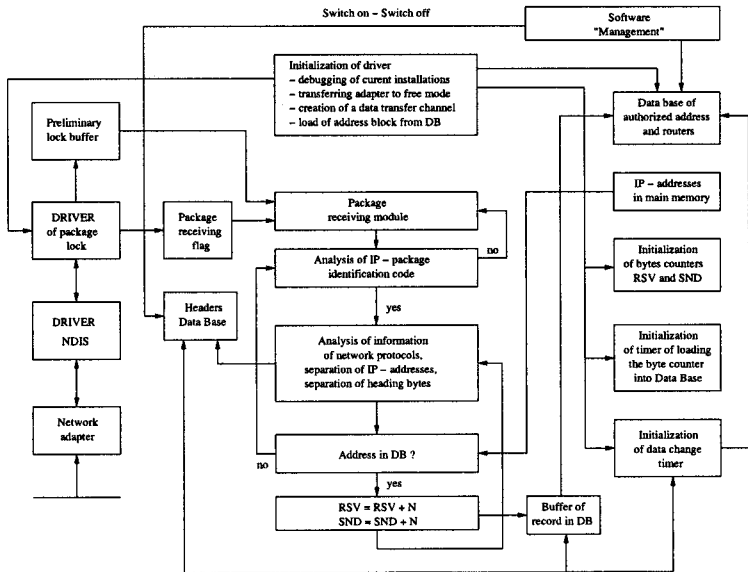 Switch on – Switch off
Software
"Management"
Initialization of driver
– debugging of curent installations
– transferring adapter to free mode
– creation of a data transfer channel
– load of address block from DB
Data base of
authorized address
and routers
Preliminary
lock buffer
IP – addresses
in main memory
DRIVER
of package
lock
Package
receiving
flag
Package
receiving module
no
Analysis of IP – package
identification code
Initialization
of bytes counters
RSV and SND
yes
Headers
Data Base
DRIVER
NDIS
Analysis of information
of network protocols,
separation of IP – addresses,
separation of heading bytes
Initialization
of timer of loading
the byte counter
into Data Base
Network
adapter
Address in DB ?
no
Initialization
of data change
timer
yes
RSV = RSV + N
SND = SND + N
Buffer of
record in DB